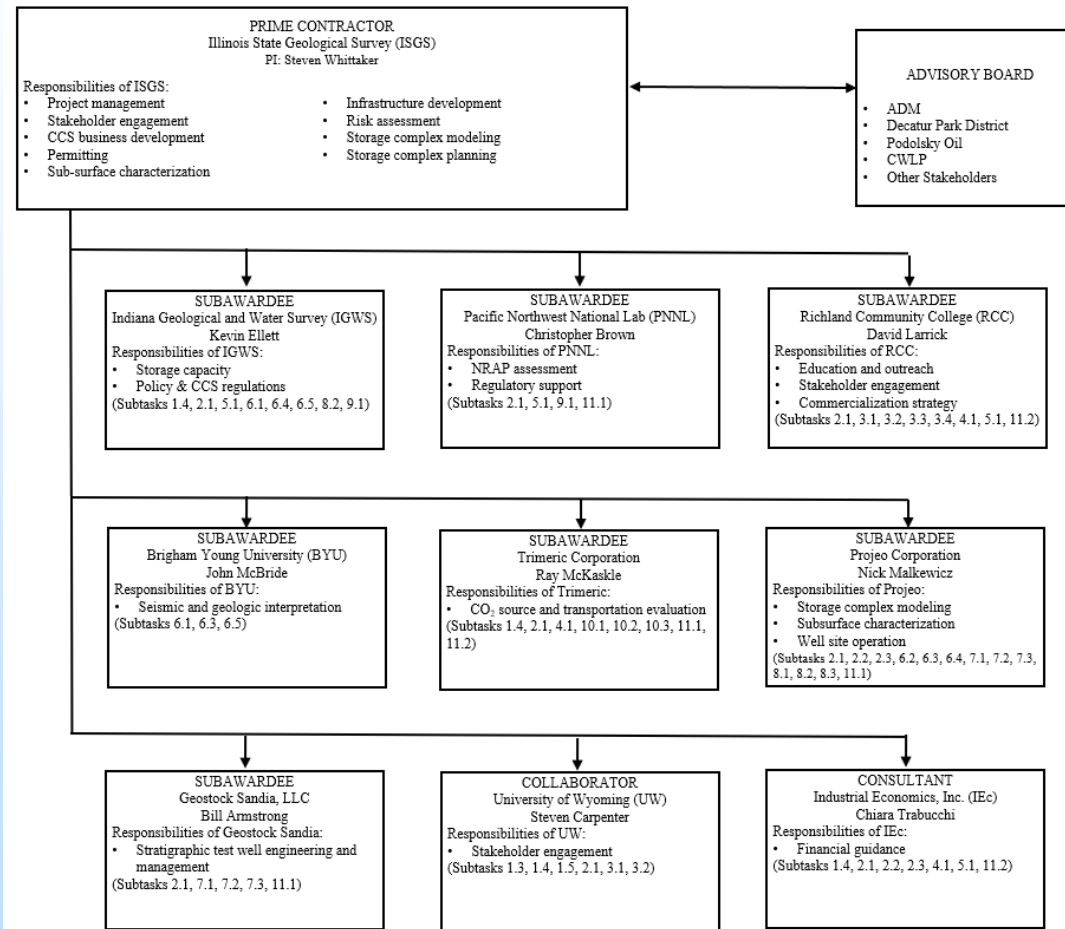 PRIME CONTRACTOR
Illinois State Geological Survey (ISGS)
PI: Steven Whittaker
Responsibilities of ISGS:
• Project management
• Stakeholder engagement
• CCS business development
• Permitting
• Sub-surface characterization
• Infrastructure development
• Risk assessment
• Storage complex modeling
• Storage complex planning
ADVISORY BOARD
• ADM
• Decatur Park District
• Podolsky Oil
• CWLP
• Other Stakeholders
SUBAWARDEE
Indiana Geological and Water Survey (IGWS)
Kevin Ellett
Responsibilities of IGWS:
• Storage capacity
• Policy & CCS regulations
(Subtasks 1.4, 2.1, 5.1, 6.1, 6.4, 6.5, 8.2, 9.1)
SUBAWARDEE
Pacific Northwest National Lab (PNNL)
Christopher Brown
Responsibilities of PNNL:
• NRAP assessment
• Regulatory support
(Subtasks 2.1, 5.1, 9.1, 11.1)
SUBAWARDEE
Richland Community College (RCC)
David Larrick
Responsibilities of RCC:
• Education and outreach
• Stakeholder engagement
• Commercialization strategy
(Subtasks 2.1, 3.1, 3.2, 3.3, 3.4, 4.1, 5.1, 11.2)
SUBAWARDEE
Brigham Young University (BYU)
John McBride
Responsibilities of BYU:
• Seismic and geologic interpretation
(Subtasks 6.1, 6.3, 6.5)
SUBAWARDEE
Trimeric Corporation
Ray McKaskle
Responsibilities of Trimeric:
• CO₂ source and transportation evaluation
(Subtasks 1.4, 2.1, 4.1, 10.1, 10.2, 10.3, 11.1,
11.2)
SUBAWARDEE
Projeo Corporation
Nick Malkewicz
Responsibilities of Projeo:
• Storage complex modeling
• Subsurface characterization
• Well site operation
(Subtasks 2.1, 2.2, 2.3, 6.2, 6.3, 6.4, 7.1, 7.2, 7.3,
8.1, 8.2, 8.3, 11.1)
SUBAWARDEE
Geostock Sandia, LLC
Bill Armstrong
Responsibilities of Geostock Sandia:
• Stratigraphic test well engineering and
management
(Subtasks 2.1, 7.1, 7.2, 7.3, 11.1)
COLLABORATOR
University of Wyoming (UW)
Steven Carpenter
Responsibilities of UW:
• Stakeholder engagement
(Subtasks 1.3, 1.4, 1.5, 2.1, 3.1, 3.2)
CONSULTANT
Industrial Economics, Inc. (IEc)
Chiara Trabucchi
Responsibilities of IEc:
• Financial guidance
(Subtasks 1.4, 2.1, 2.2, 2.3, 4.1, 5.1, 11.2)